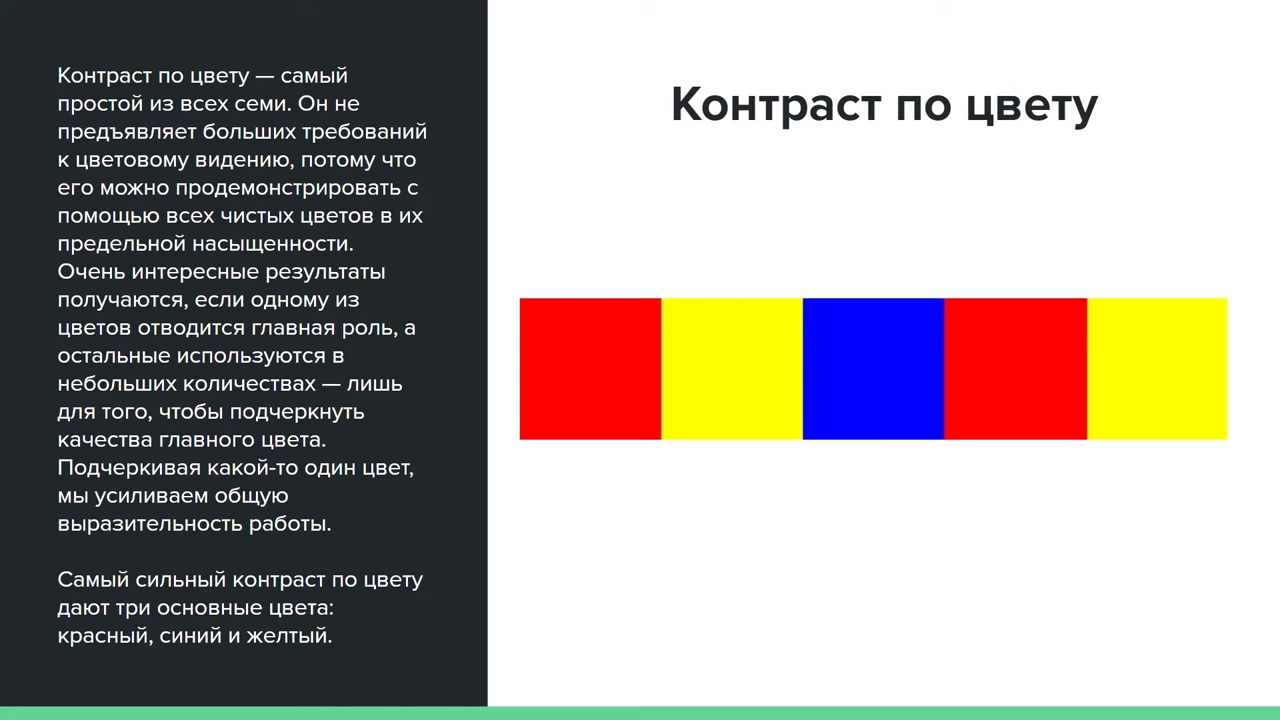 Контраст по цвету — самый
простой из всех семи. Он не
предъявляет больших требований
к цветовому видению, потому что
его можно продемонстрировать с
помощью всех чистых цветов в их
предельной насыщенности.
Очень интересные результаты
получаются, если одному из
цветов отводится главная роль, а
остальные используются в
небольших количествах — лишь
для того, чтобы подчеркнуть
качества главного цвета.
Подчеркивая какой-то один цвет,
мы усиливаем общую
выразительность работы.
Самый сильный контраст по цвету
дают три основные цвета:
красный, синий и желтый.
Контраст по цвету